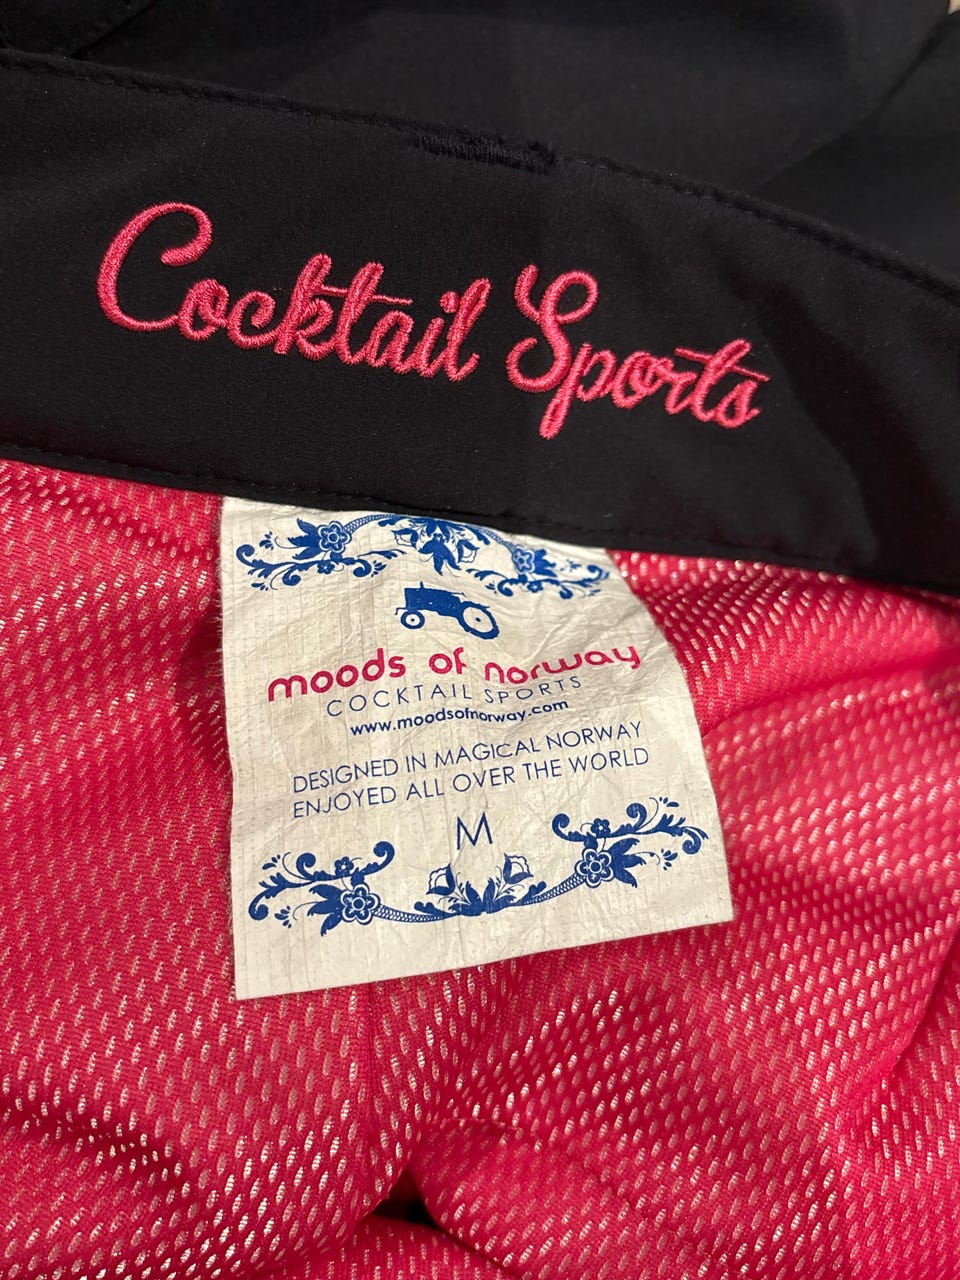 Cocktail Sports
moods of norway
COCKTAIL SPORTS
www.moodsofnorway.com
DESIGNED IN MAGICAL NORWAY
ENJOYED ALL OVER THE WORLD
M